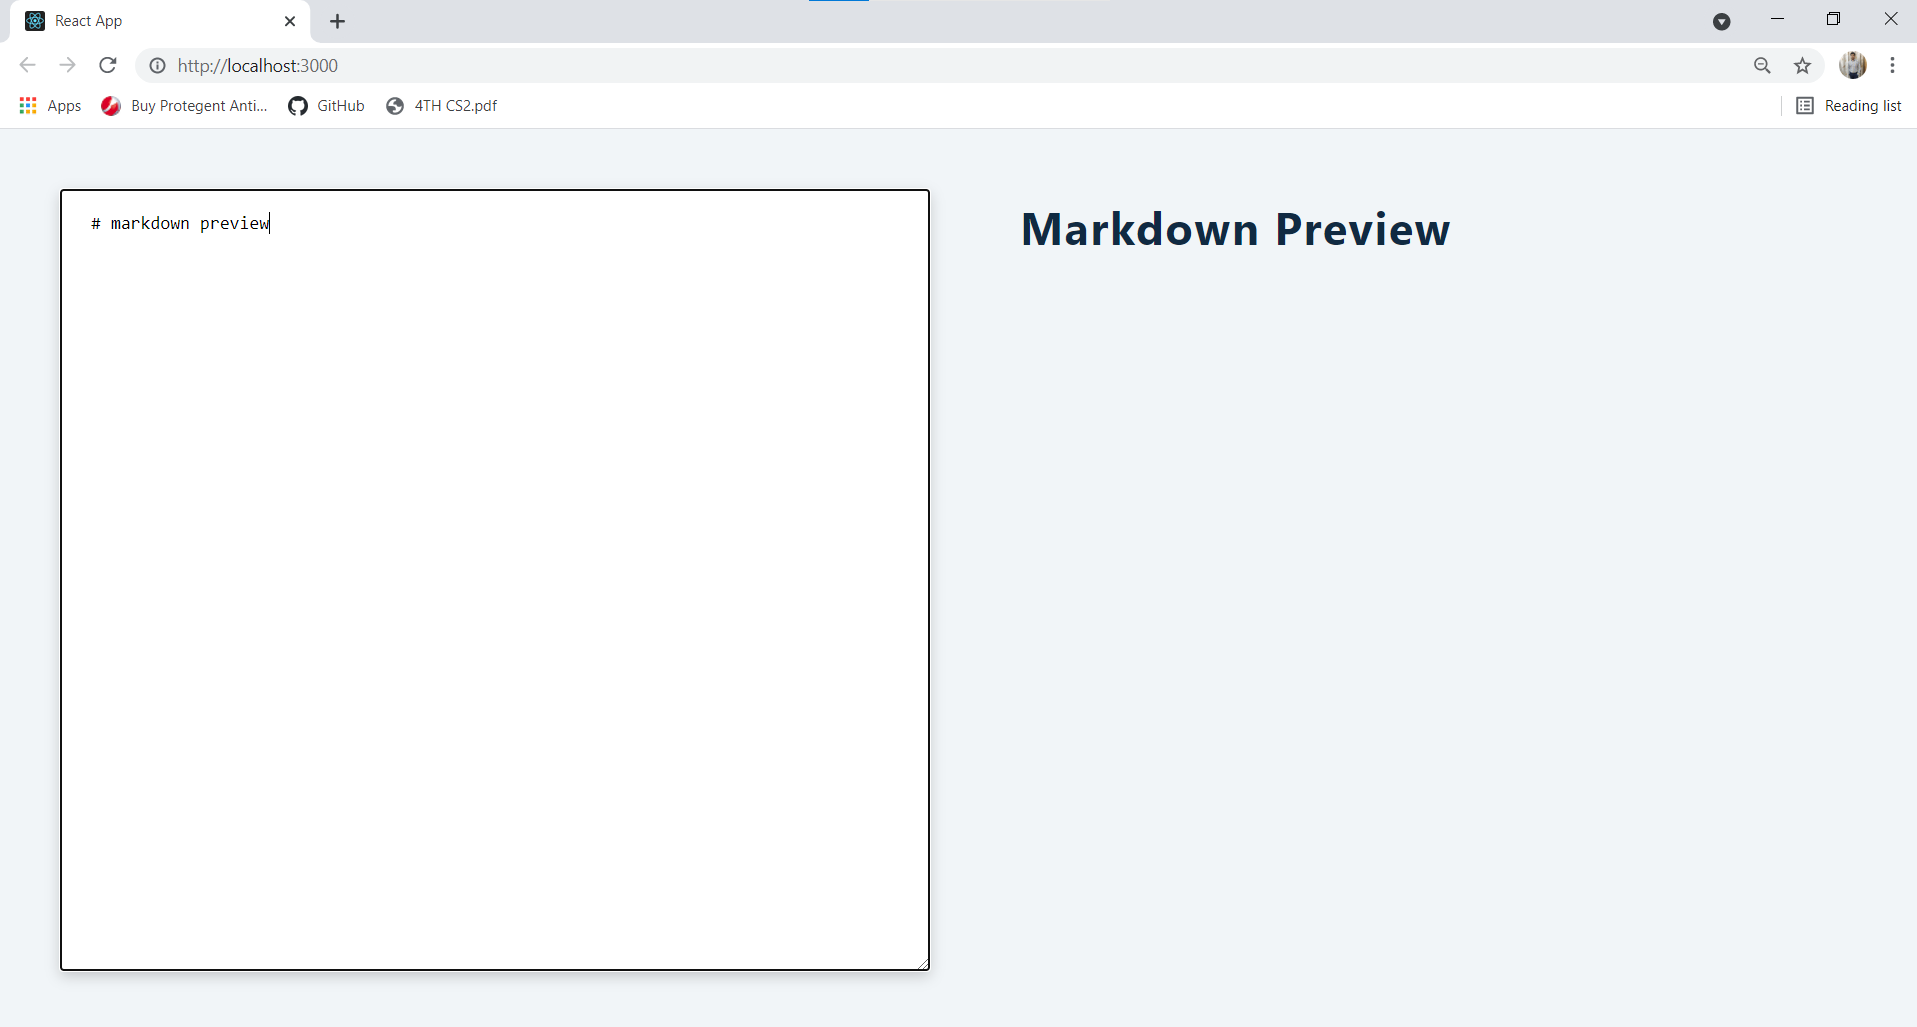 React App
http://localhost:3000
Apps
Buy Protegent Anti...
GitHub
4TH CS2.pdf
Reading list
# markdown preview
Markdown Preview